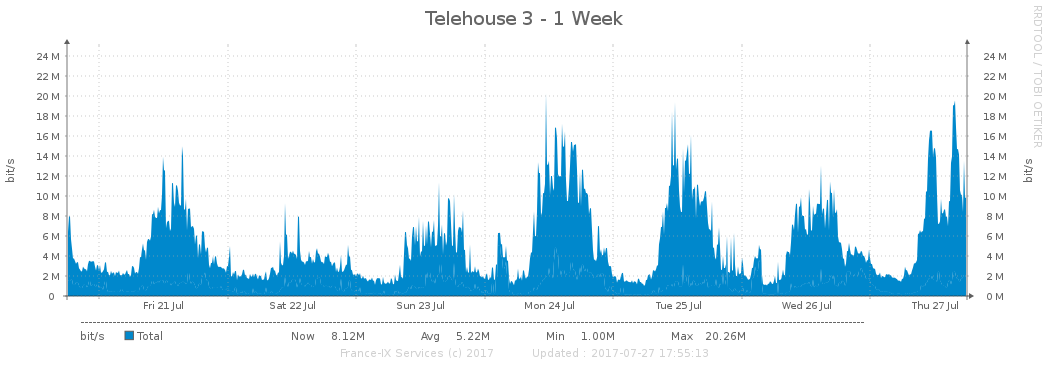 Telehouse 3 - 1 Week
RRDTOOL / TOBI OETIKER
bit/s
24 M
22 M
20 M
18 M
16 M
14 M
12 M
10 M
8 M
6 M
4 M
2 M
0
24 M
22 M
20 M
18 M
16 M
14 M
12 M
10 M
8 M
6 M
4 M
2 M
0 M
bit/s
Fri 21 Jul Sat 22 Jul Sun 23 Jul Mon 24 Jul Tue 25 Jul Wed 26 Jul Thu 27 Jul
bit/s Total Now 8.12M Avg 5.22M Min 1.00M Max 20.26M
France-IX Services (c) 2017 Updated : 2017-07-27 17:55:13